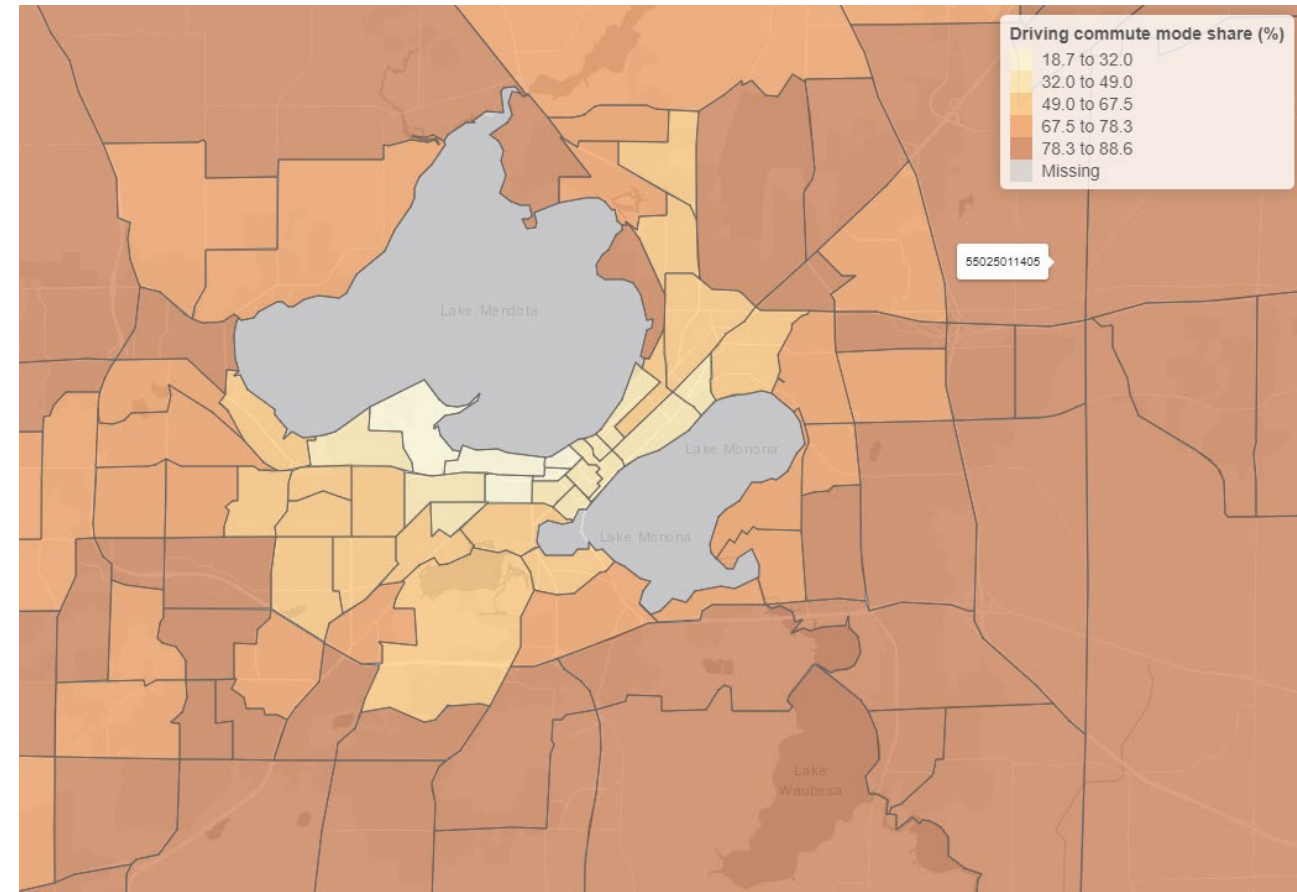 Driving commute mode share (%)
18.7 to 32.0
32.0 to 49.0
49.0 to 67.5
67.5 to 78.3
78.3 to 88.6
Missing
55025011405
Lake Mendota
Lake Monona
Lake Monona
Lake
Waubesa